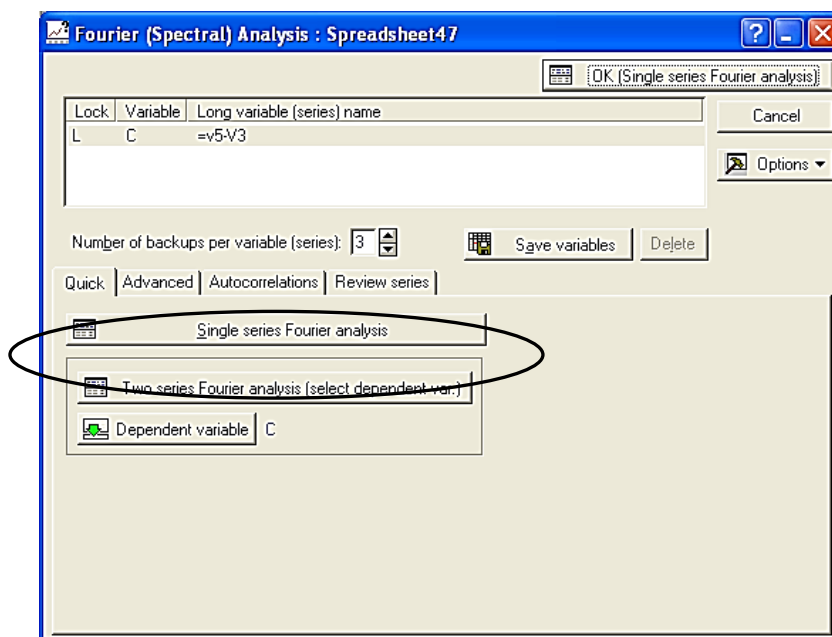 Fourier (Spectral) Analysis : Spreadsheet47
OK (Single series Fourier analysis)
Lock Variable Long variable (series) name
L C =v5-V3
Cancel
Options
Number of backups per variable (series): 3
Save variables
Delete
Quick Advanced Autocorrelations Review series
Single series Fourier analysis
Two series Fourier analysis (select dependent var.)
Dependent variable C